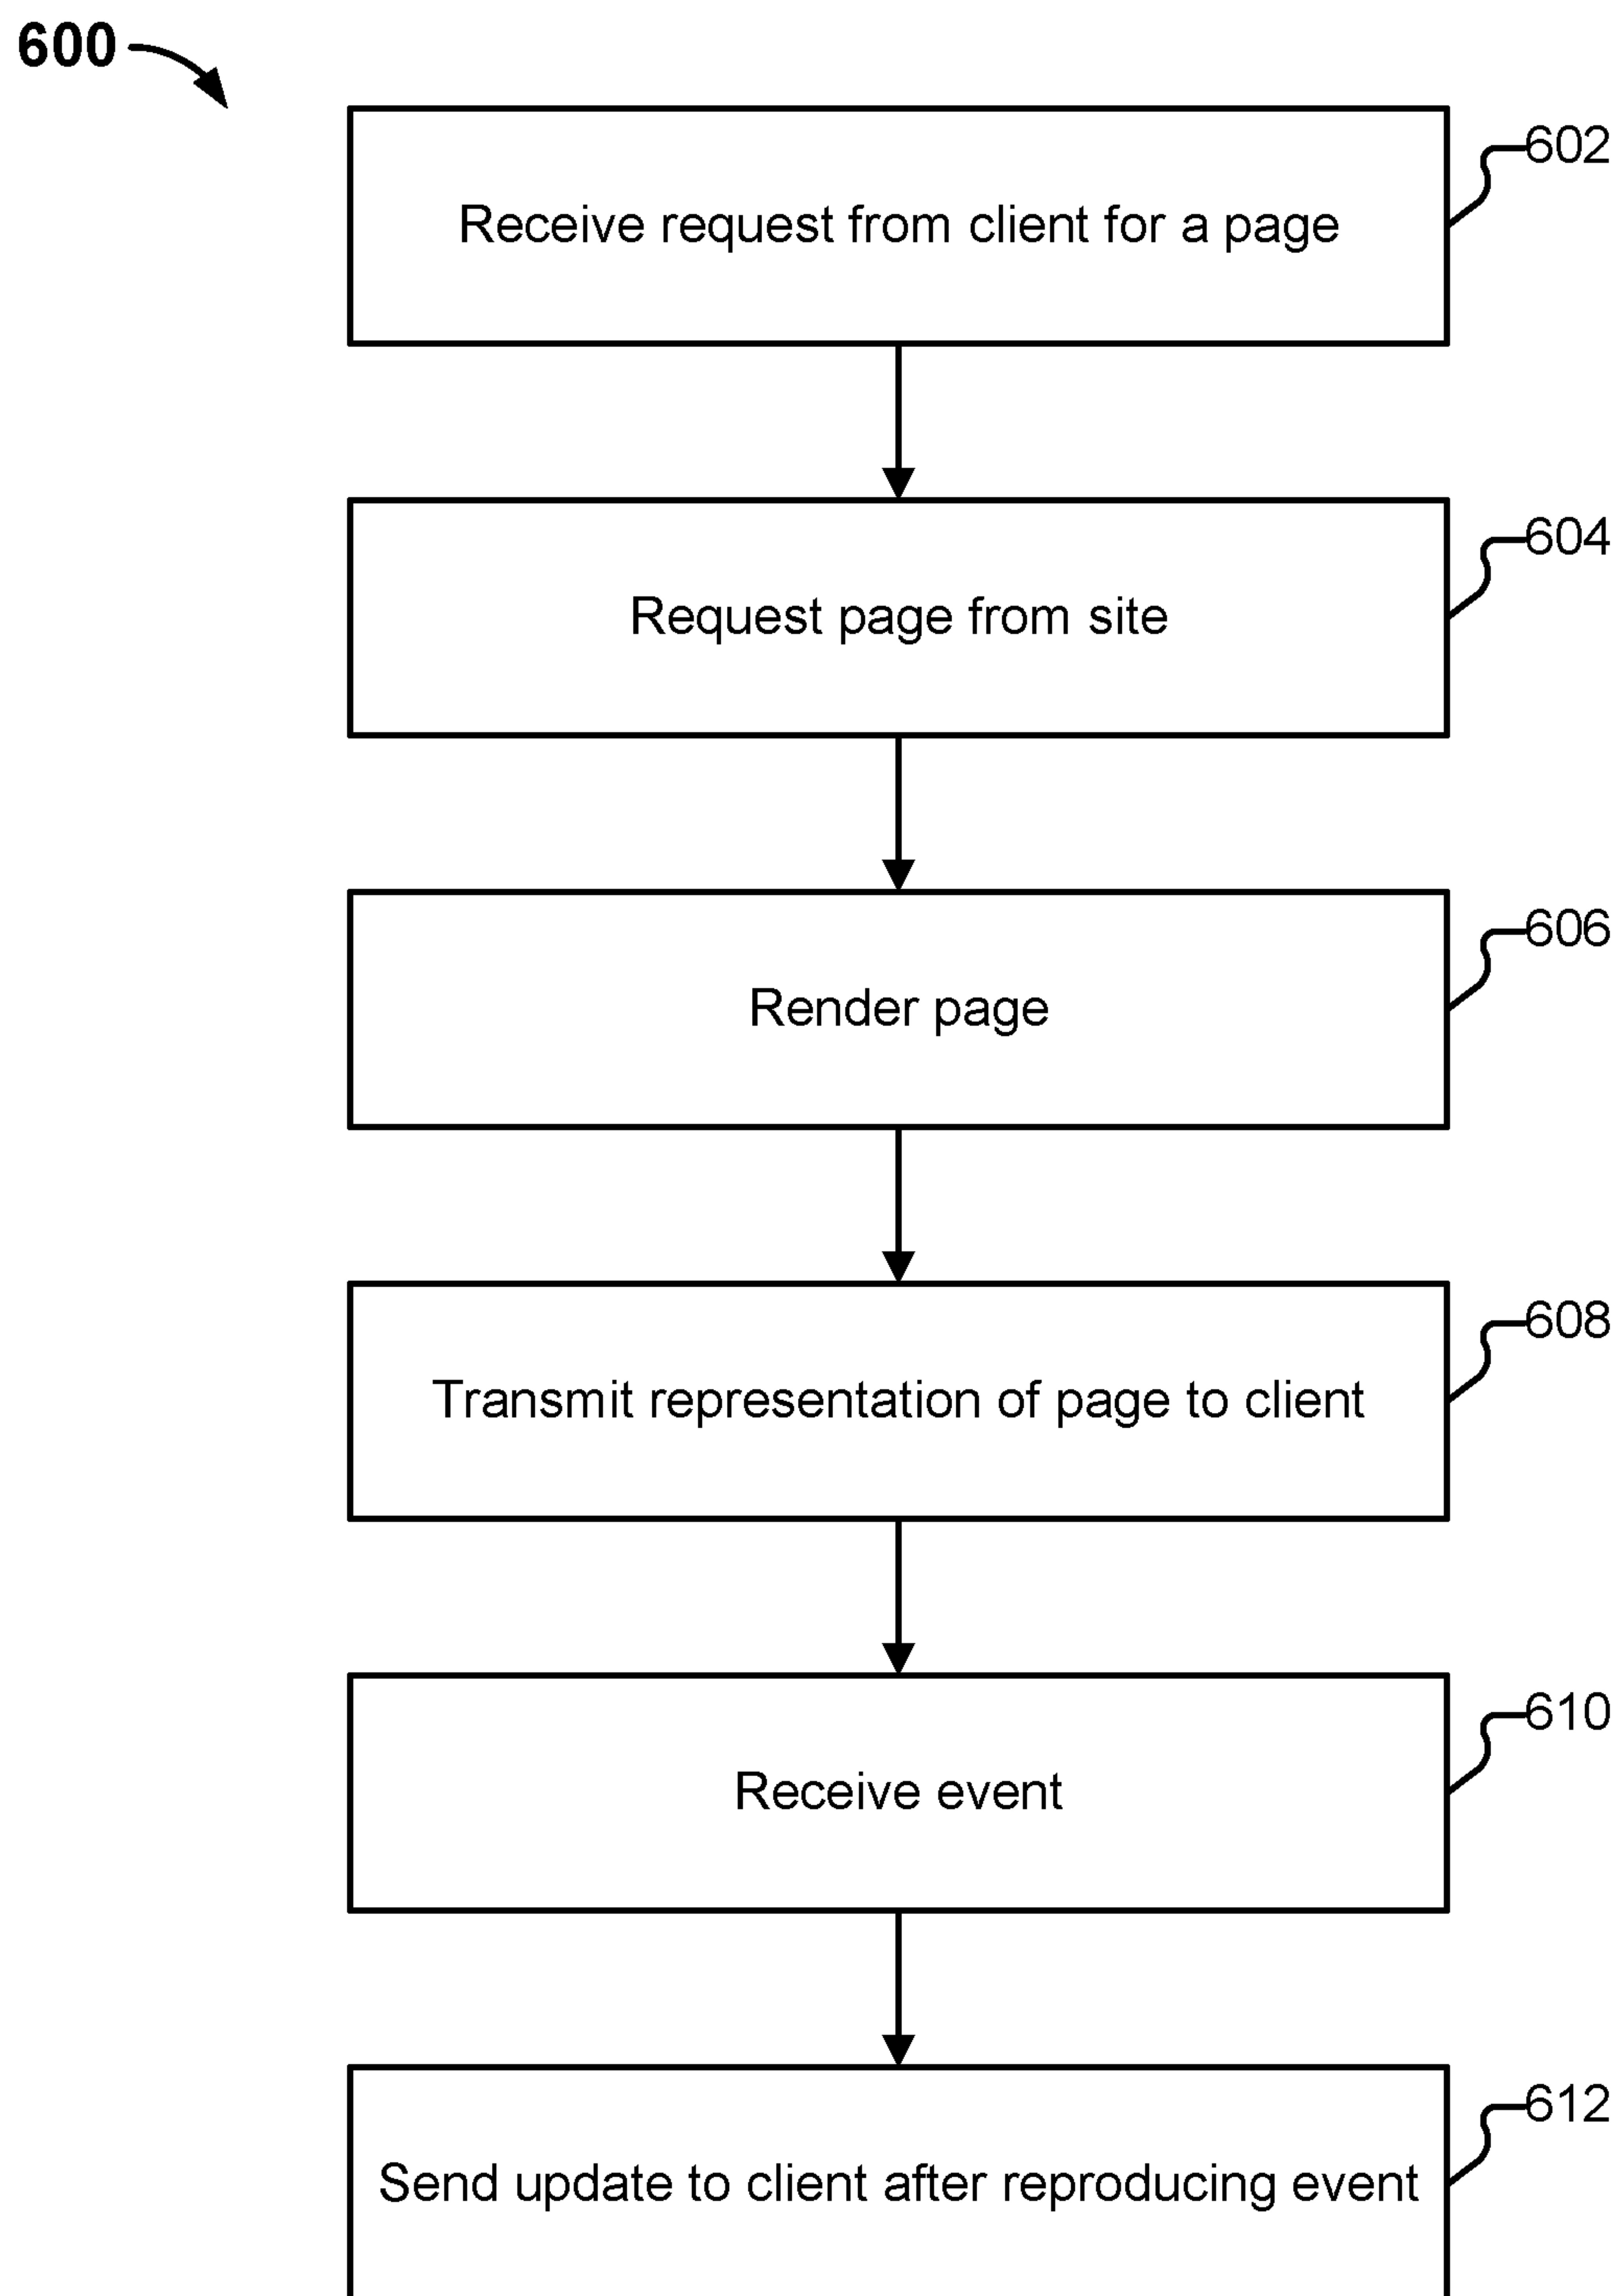 600
Receive request from client for a page
602
Request page from site
604
Render page
606
Transmit representation of page to client
608
Receive event
610
Send update to client after reproducing event
612